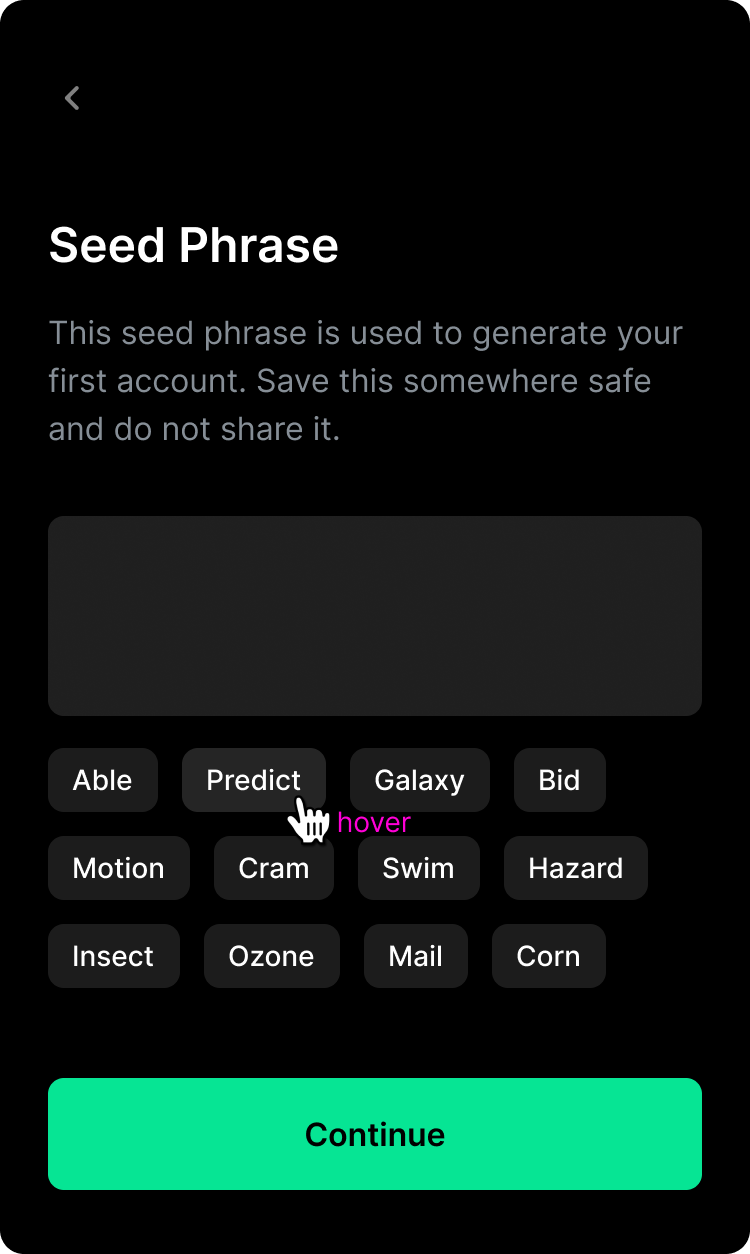 Seed Phrase
This seed phrase is used to generate your
first account. Save this somewhere safe
and do not share it.
Able Predict Galaxy Bid
hover
Motion Cram Swim Hazard
Insect Ozone Mail Corn
Continue